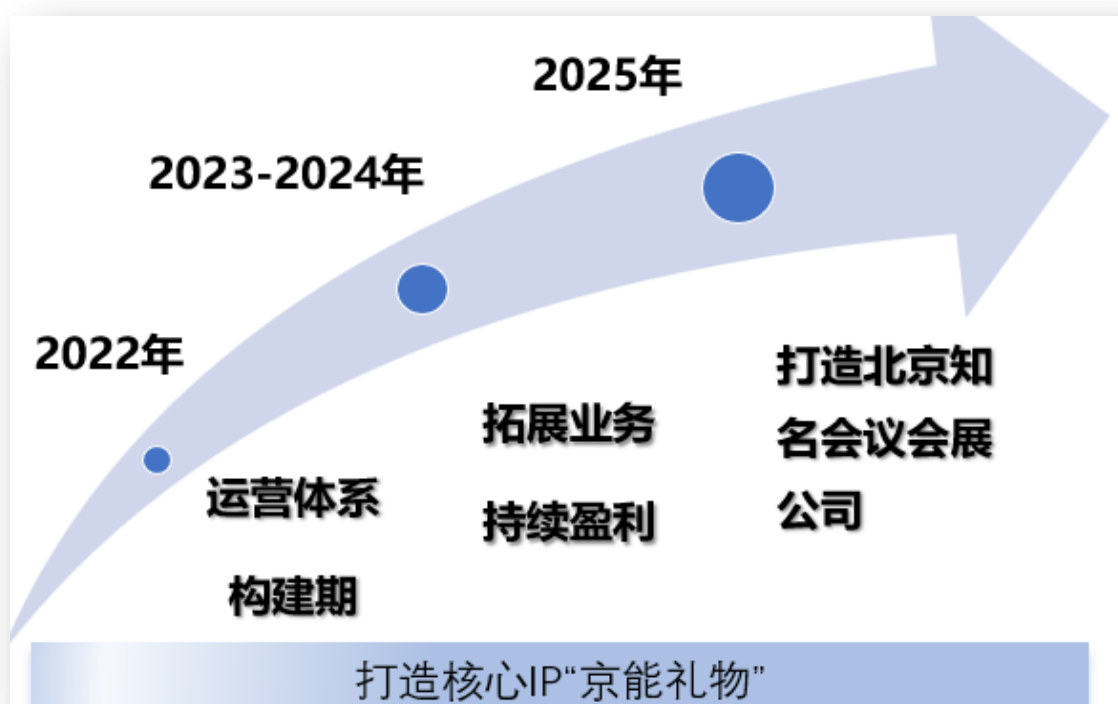 2025年
2023-2024年
2022年
运营体系
构建期
拓展业务
持续盈利
打造北京知
名会议会展
公司
打造核心IP“京能礼物”